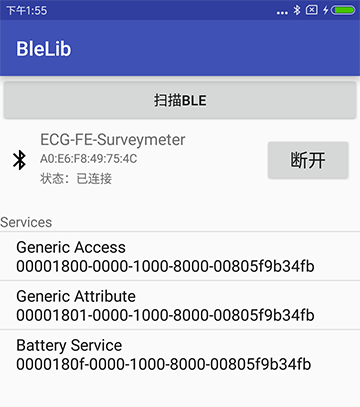 下午1:55
BleLib
扫描BLE
ECG-FE-Surveymeter
A0:E6:F8:49:75:4C
状态：已连接
断开
Services
Generic Access
00001800-0000-1000-8000-00805f9b34fb
Generic Attribute
00001801-0000-1000-8000-00805f9b34fb
Battery Service
0000180f-0000-1000-8000-00805f9b34fb